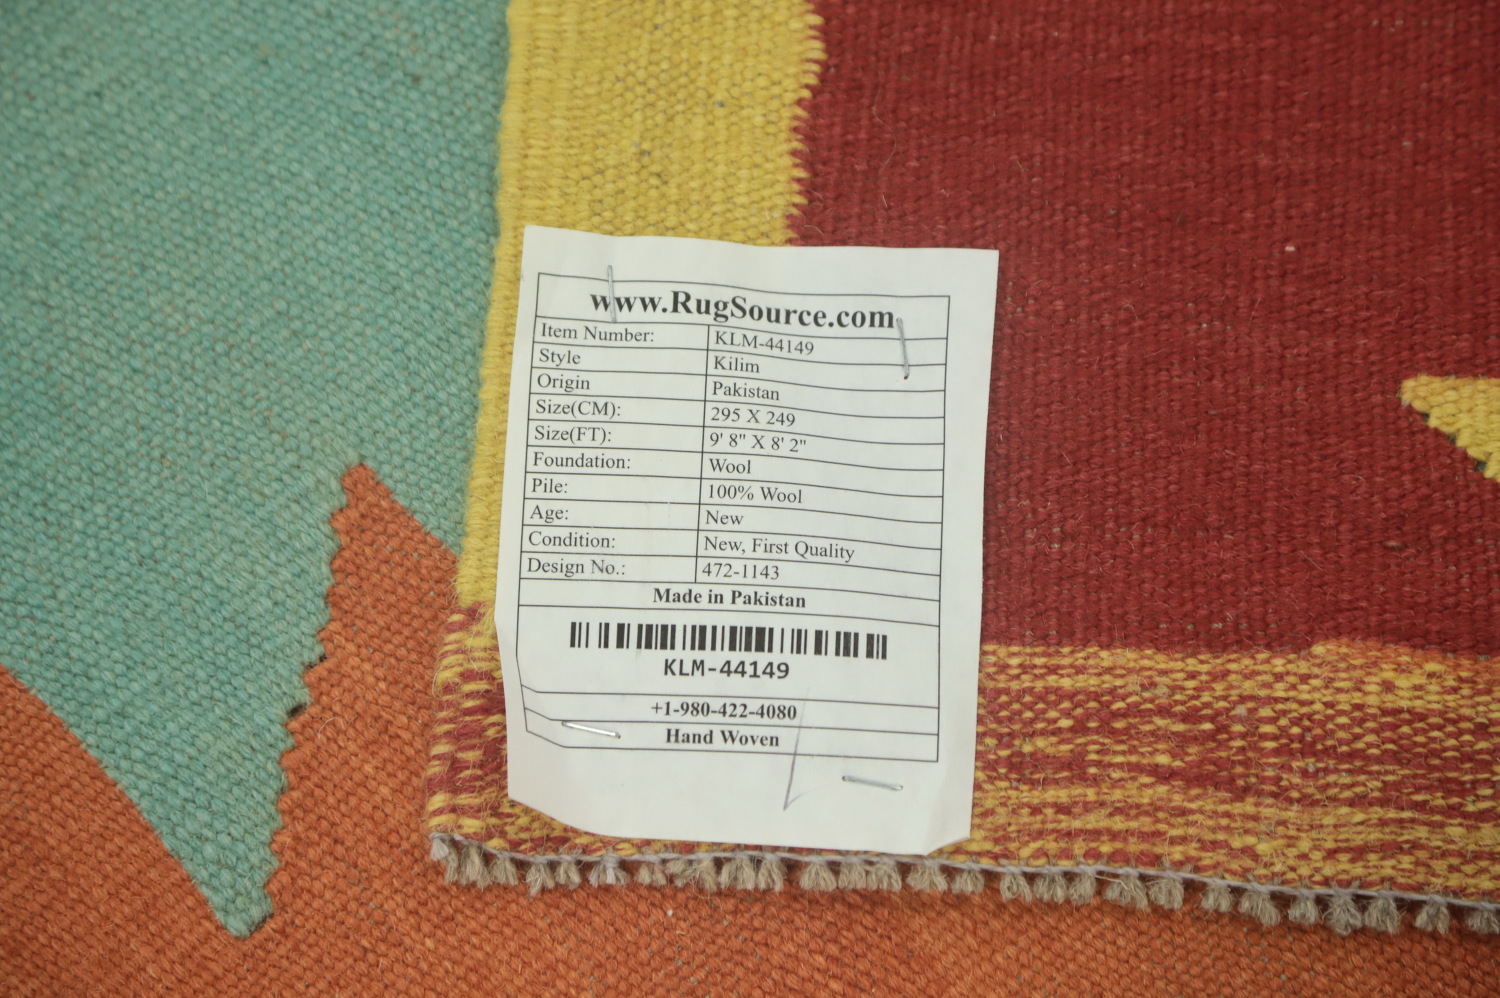 www.RugSource.com
Item Number: KLM-44149
Style Kilim
Origin Pakistan
Size(CM): 295 X 249
Size(FT): 9' 8" X 8' 2"
Foundation: Wool
Pile: 100% Wool
Age: New
Condition: New, First Quality
Design No.: 472-1143
Made in Pakistan
KLM-44149
+1-980-422-4080
Hand Woven